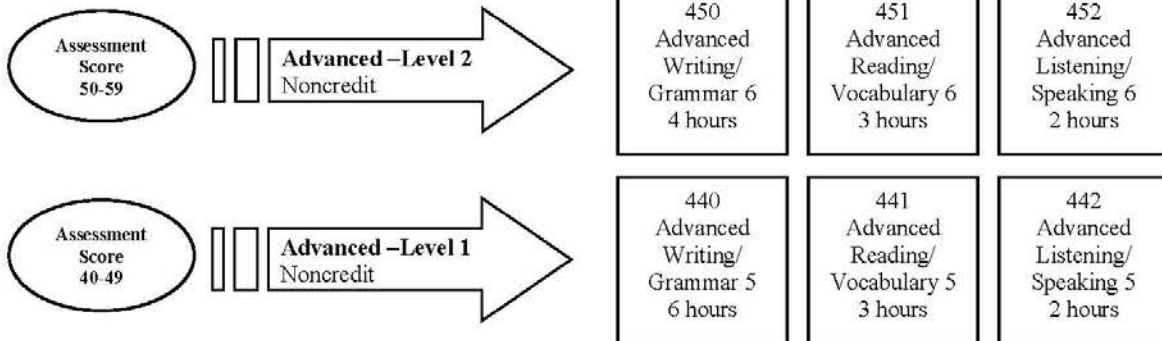 Assessment
Score
50-59
Advanced –Level 2
Noncredit
450
Advanced
Writing/
Grammar 6
4 hours
451
Advanced
Reading/
Vocabulary 6
3 hours
452
Advanced
Listening/
Speaking 6
2 hours
Assessment
Score
40-49
Advanced –Level 1
Noncredit
440
Advanced
Writing/
Grammar 5
6 hours
441
Advanced
Reading/
Vocabulary 5
3 hours
442
Advanced
Listening/
Speaking 5
2 hours